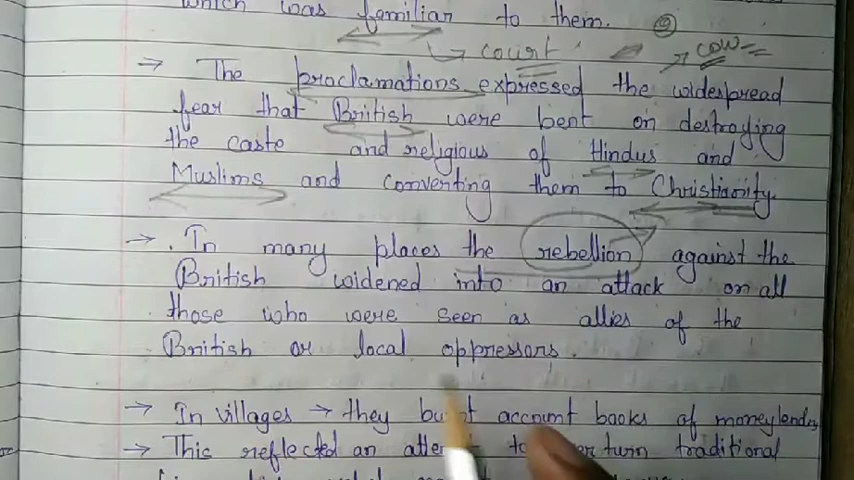 which was familiar to them.
court
cow
→ The proclamations expressed the widespread
fear that British were bent on destroying
the caste and religious of Hindus and
Muslims and converting them to Christianity.
→ . In many places the rebellion against the
British widened into an attack on all
those who were seen as allies of the
British or local oppressors.
→ In villages → they burnt account books of moneylenders
→ This reflected an attempt to traditional